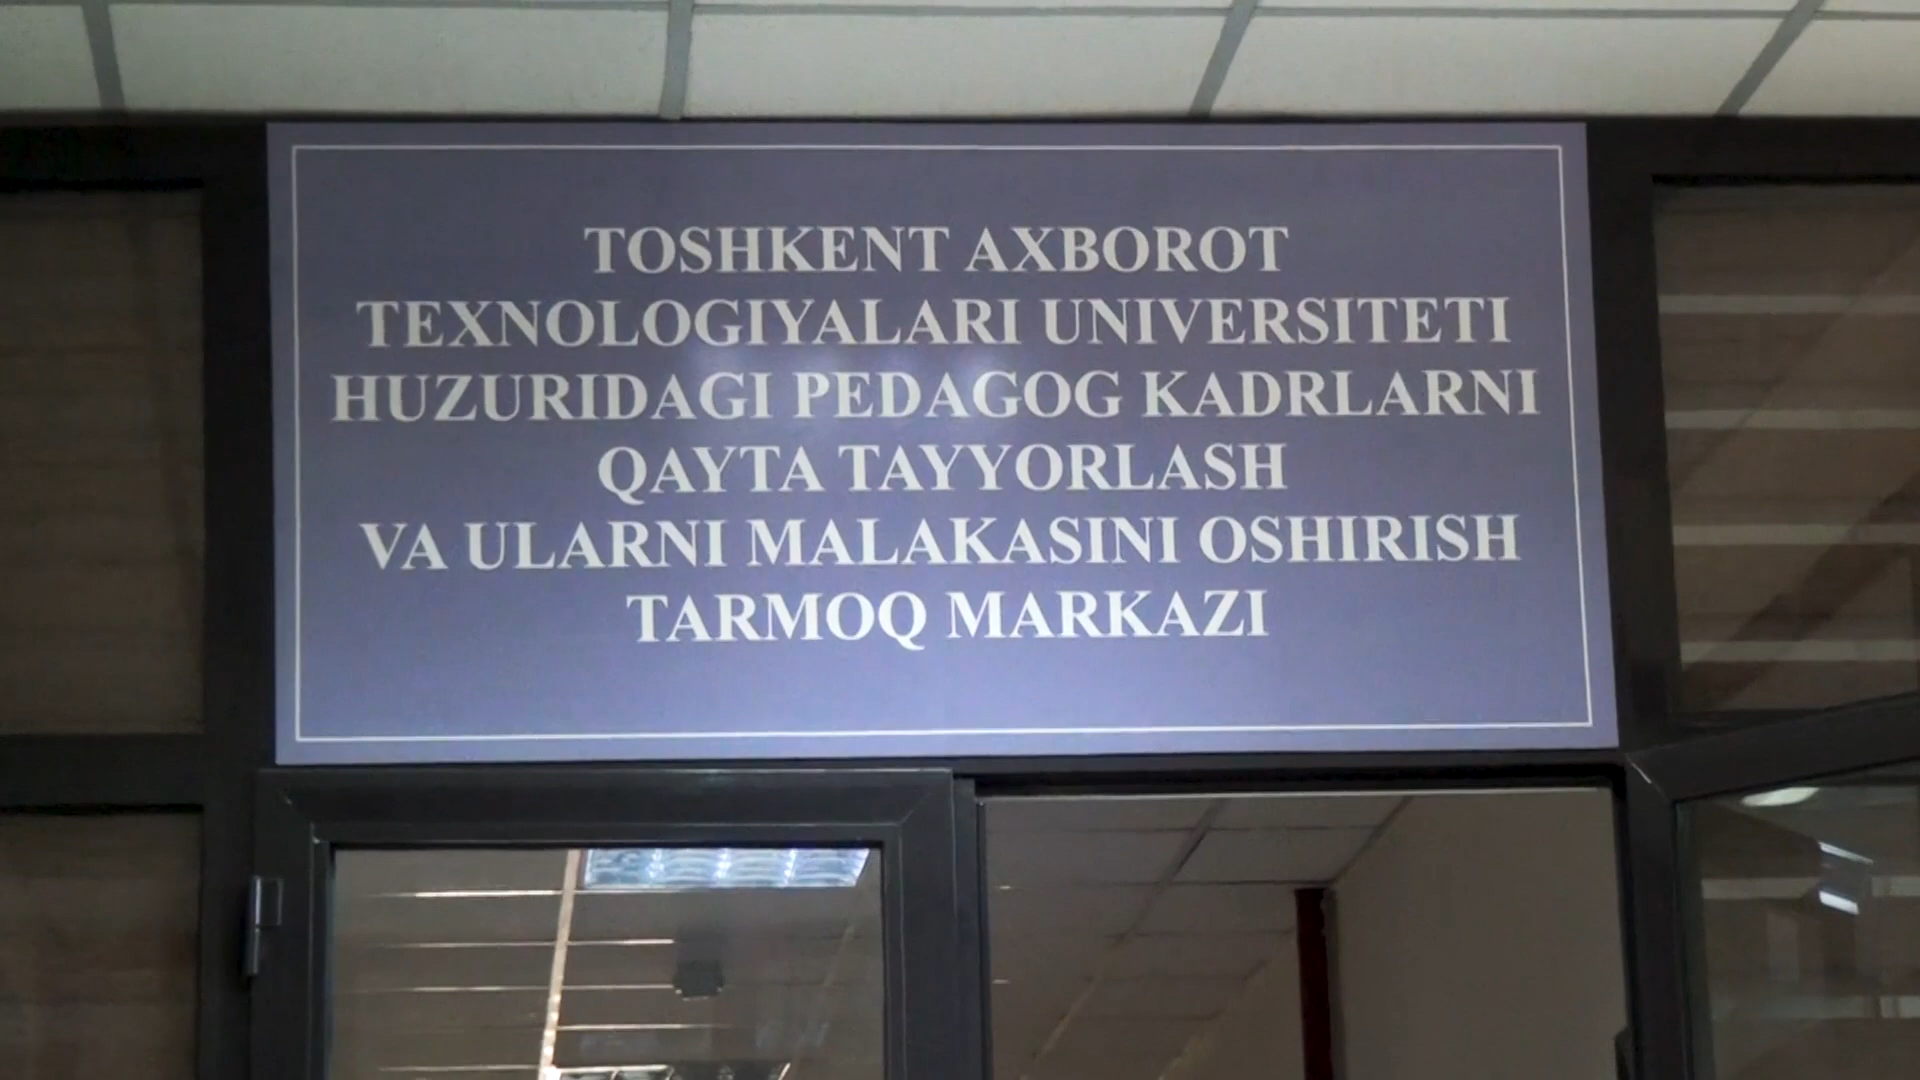 TOSHKENT AXBOROT
TEXNOLOGIYALARI UNIVERSITETI
HUZURIDAGI PEDAGOG KADRLARNI
QAYTA TAYYORLASH
VA ULARNI MALAKASINI OSHIRISH
TARMOQ MARKAZI